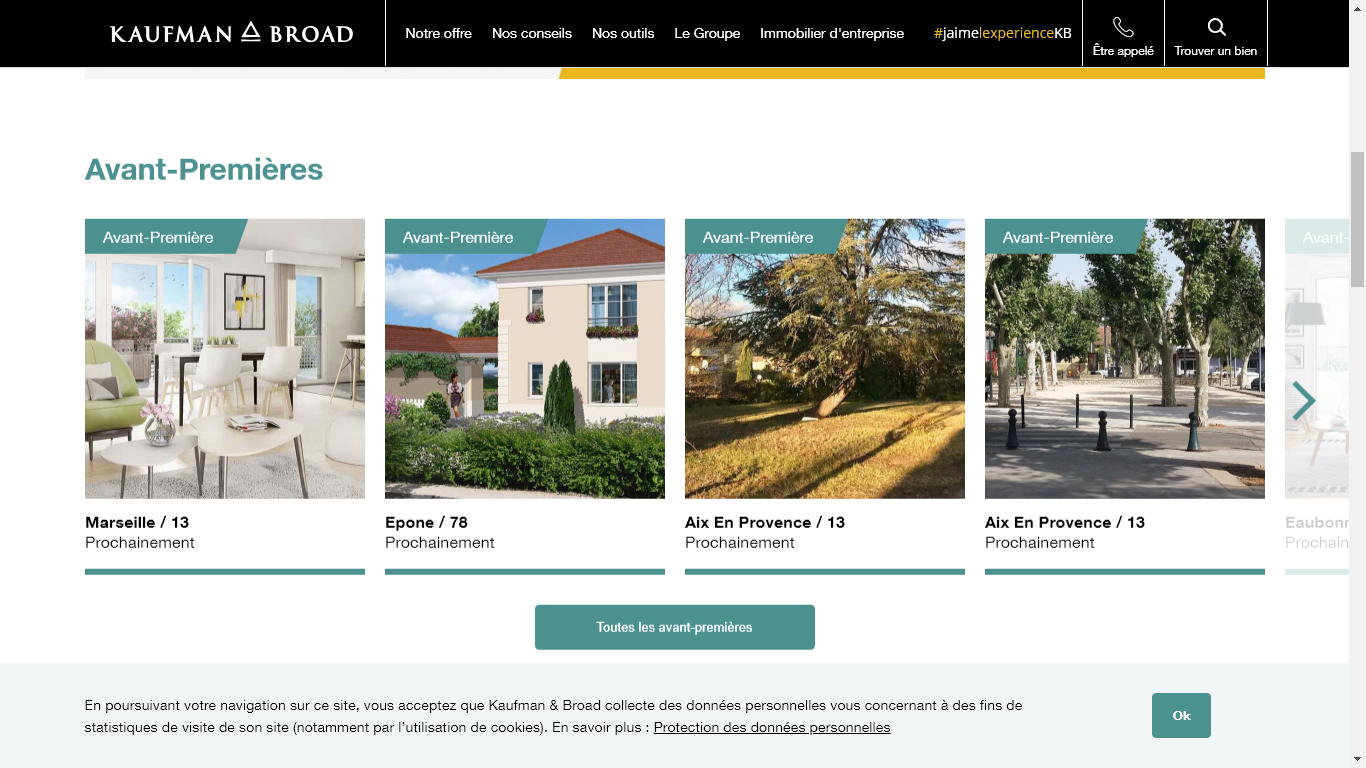 KAUFMAN BROAD
Notre offre Nos conseils Nos outils Le Groupe Immobilier d'entreprise #jaimelexperienceKB Être appelé Trouver un bien
Avant-Premières
Avant-Première Avant-Première Avant-Première Avant-Première Avant-
Marseille / 13 Epone / 78 Aix En Provence / 13 Aix En Provence / 13 Eaubonn
Prochainement Prochainement Prochainement Prochainement Prochain
Toutes les avant-premières
En poursuivant votre navigation sur ce site, vous acceptez que Kaufman & Broad collecte des données personnelles vous concernant à des fins de
statistiques de visite de son site (notamment par l'utilisation de cookies). En savoir plus : Protection des données personnelles
Ok